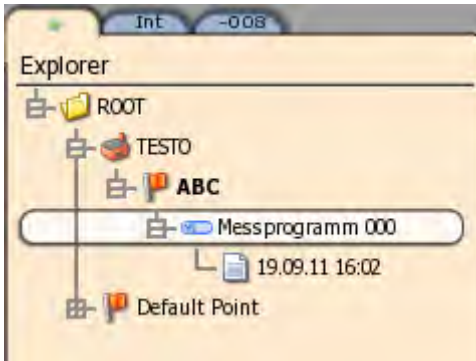 Int -008
Explorer
ROOT
TESTO
ABC
Messprogramm 000
19.09.11 16:02
Default Point